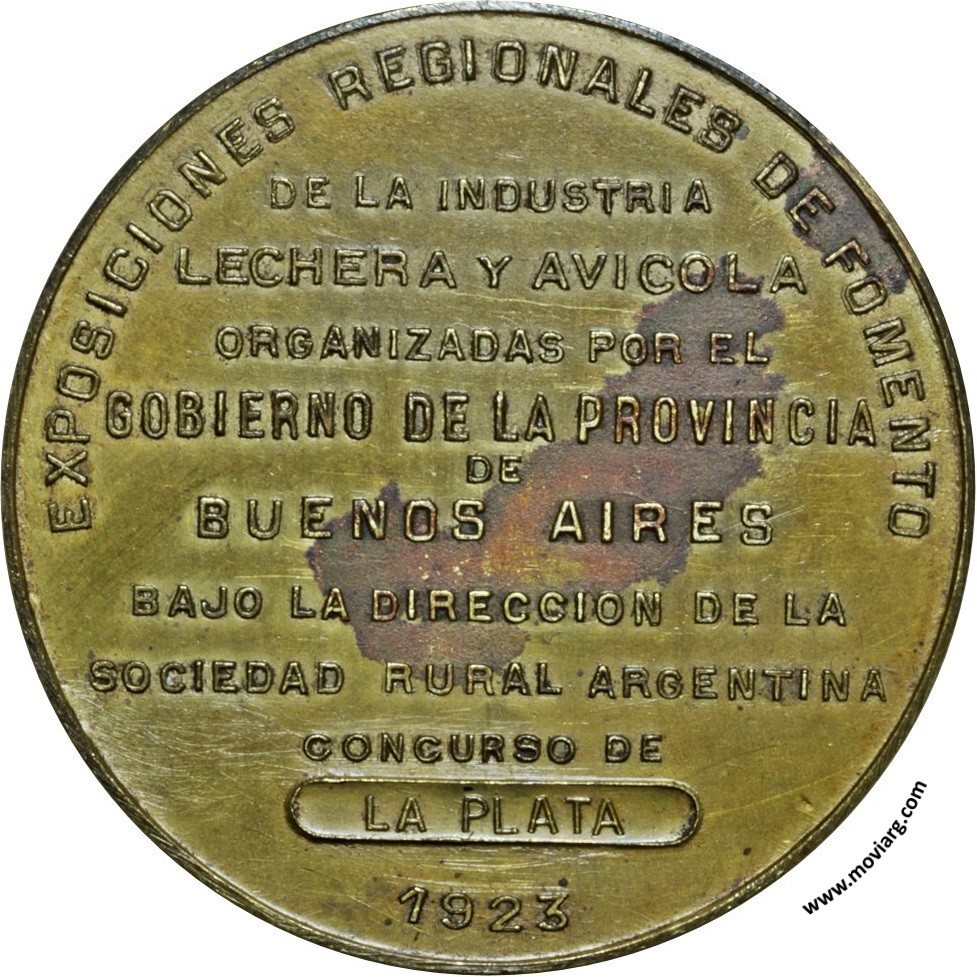 EXPOSICIONES REGIONALES DE FOMENTO
DE LA INDUSTRIA
LECHERA Y AVICOLA
ORGANIZADAS POR EL
GOBIERNO DE LA PROVINCIA
DE
BUENOS AIRES
BAJO LA DIRECCION DE LA
SOCIEDAD RURAL ARGENTINA
CONCURSO DE
LA PLATA
1923
www.moviarg.com